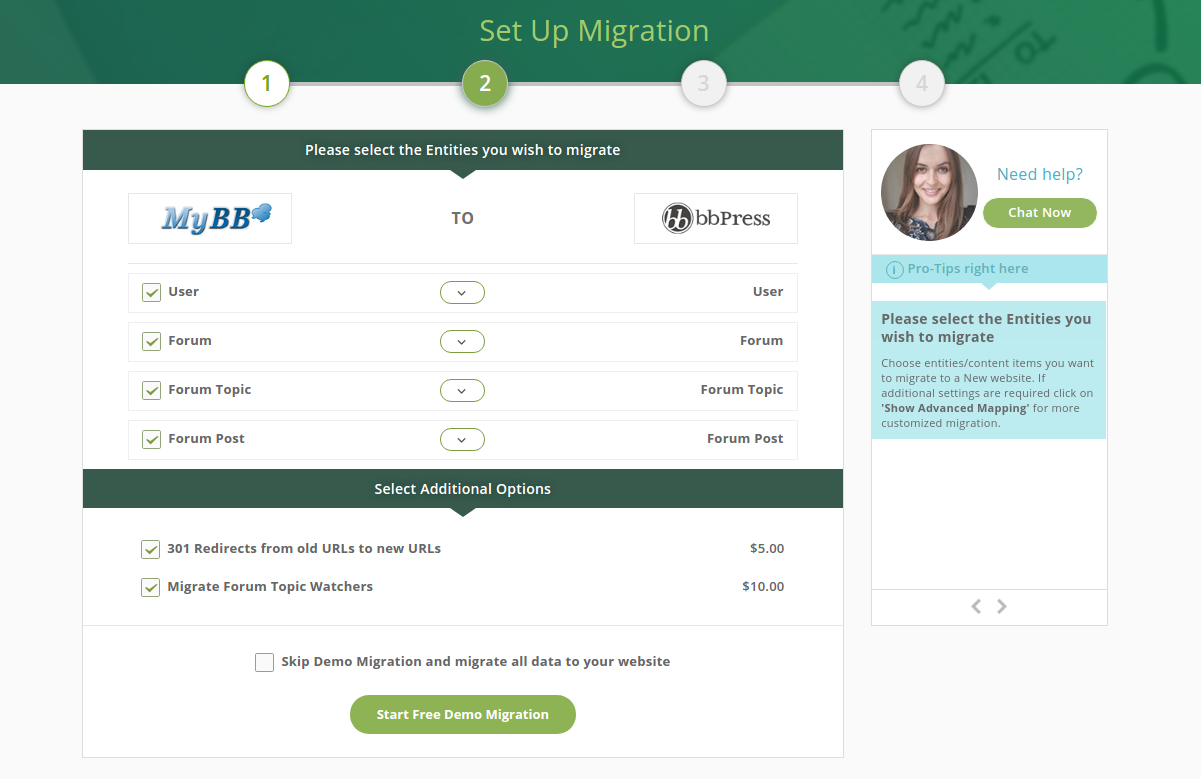 Set Up Migration
1
2
3
4
Please select the Entities you wish to migrate
MyBB
TO
bb bbPress
User
User
Forum
Forum
Forum Topic
Forum Topic
Forum Post
Forum Post
Select Additional Options
301 Redirects from old URLs to new URLs
$5.00
Migrate Forum Topic Watchers
$10.00
Skip Demo Migration and migrate all data to your website
Start Free Demo Migration
Need help?
Chat Now
i Pro-Tips right here
Please select the Entities you
wish to migrate
Choose entities/content items you want
to migrate to a New website. If
additional settings are required click on
'Show Advanced Mapping' for more
customized migration.